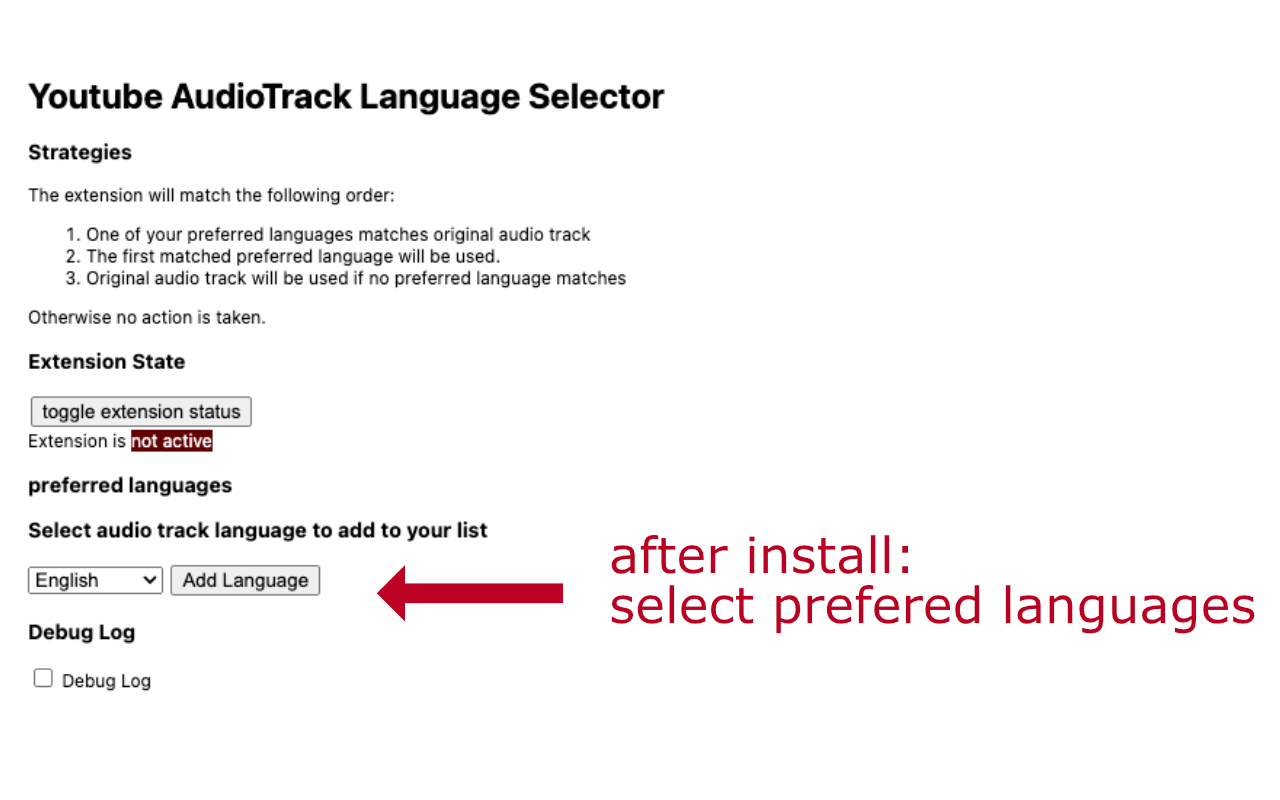 Youtube AudioTrack Language Selector
Strategies
The extension will match the following order:
1. One of your preferred languages matches original audio track
2. The first matched preferred language will be used.
3. Original audio track will be used if no preferred language matches
Otherwise no action is taken.
Extension State
toggle extension status
Extension is not active
preferred languages
Select audio track language to add to your list
English Add Language
after install:
select prefered languages
Debug Log
Debug Log